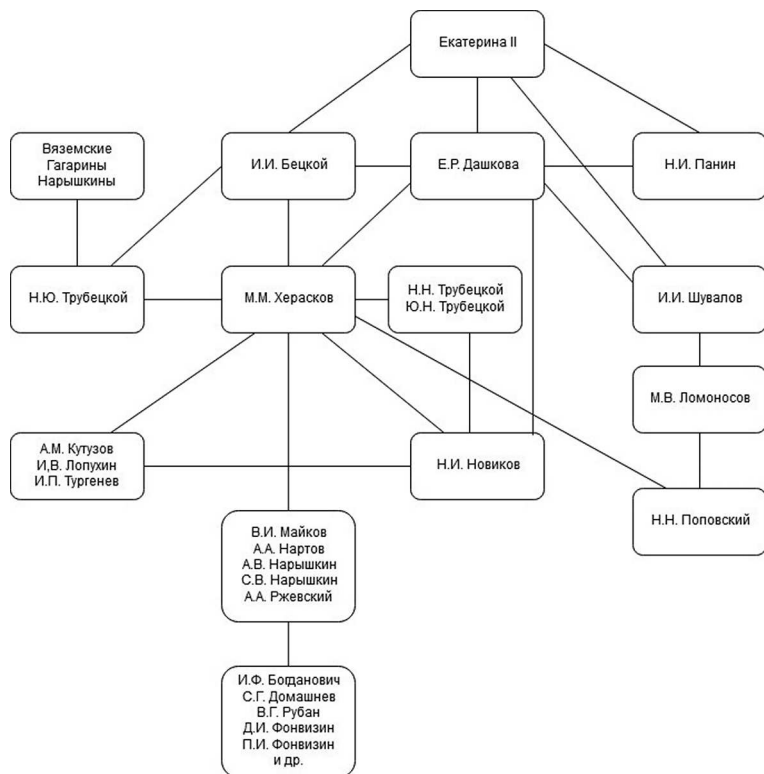 Екатерина II
Вяземские
Гагарины
Нарышкины
И.И. Бецкой
Е.Р. Дашкова
Н.И. Панин
Н.Ю. Трубецкой
М.М. Херасков
Н.Н. Трубецкой
Ю.Н. Трубецкой
И.И. Шувалов
М.В. Ломоносов
А.М. Кутузов
И,В. Лопухин
И.П. Тургенев
Н.И. Новиков
Н.Н. Поповский
В.И. Майков
А.А. Нартов
А.В. Нарышкин
С.В. Нарышкин
А.А. Ржевский
И.Ф. Богданович
С.Г. Домашнев
В.Г. Рубан
Д.И. Фонвизин
П.И. Фонвизин
и др.